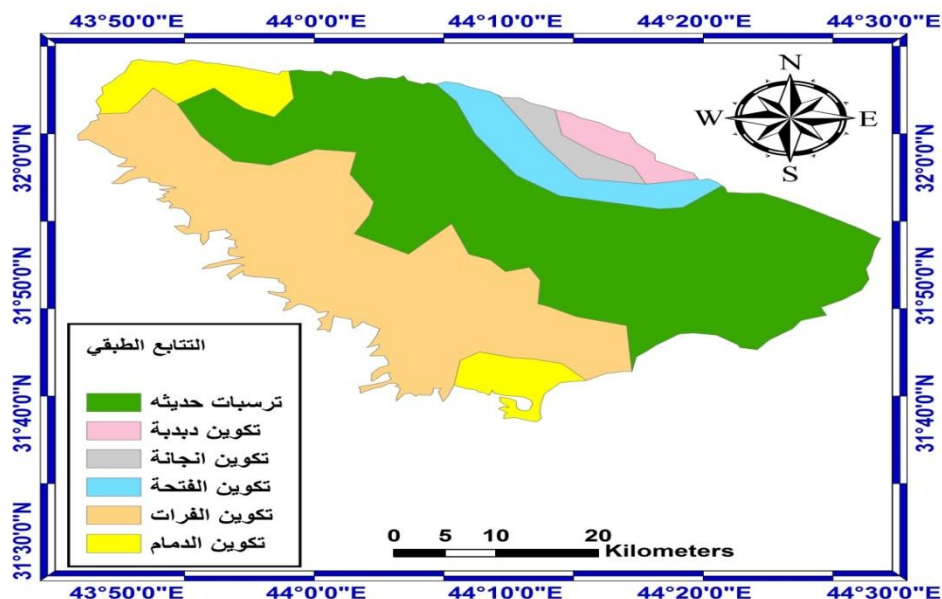 43°50'0"E 44°0'0"E 44°10'0"E 44°20'0"E 44°30'0"E
N
W E
S
32°0'0"N 32°0'0"N
31°50'0"N 31°50'0"N
31°40'0"N 31°40'0"N
31°30'0"N 31°30'0"N
التتابع الطبقي
ترسبات حديثه
تكوين دبدبة
تكوين انجانة
تكوين الفتحة
تكوين الفرات
تكوين الدمام
0 5 10 20
Kilometers
43°50'0"E 44°0'0"E 44°10'0"E 44°20'0"E 44°30'0"E